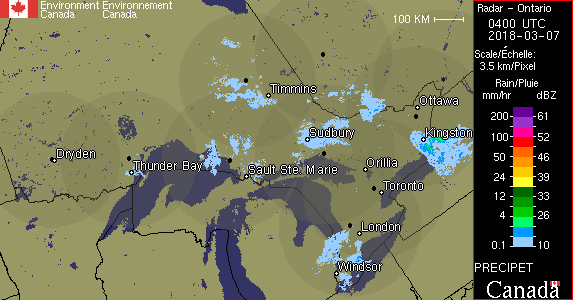 Environment Environnement
Canada Canada
100 KM
Timmins
Ottawa
Sudbury
Kingston
Dryden
Thunder Bay
Sault Ste. Marie
Orillia
Toronto
London
Windsor
Radar - Ontario
0400 UTC
2018-03-07
Scale/Échelle:
3.5 km/Pixel
Rain/Pluie
mm/hr dBZ
200 61
100 52
50 46
24 39
12 33
4 26
0.1 10
PRECIPET
Canada